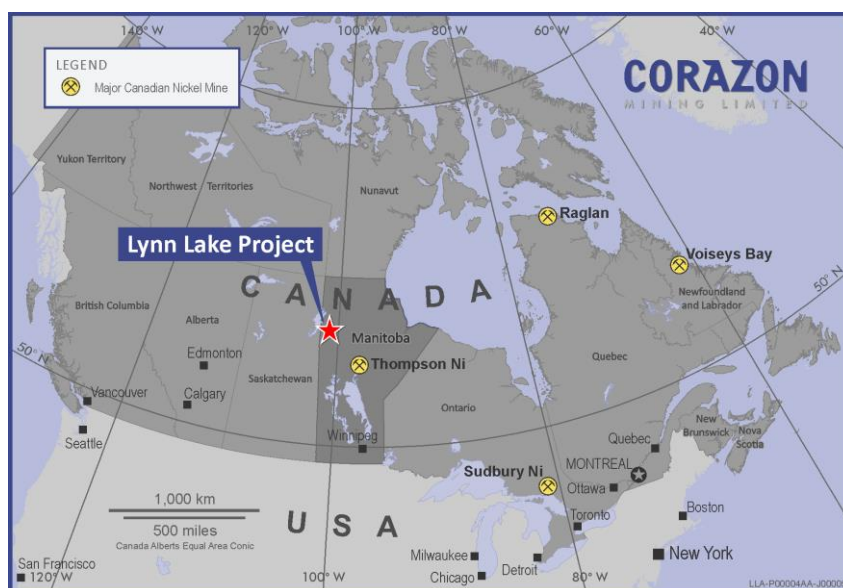 140° W
120° W
100° W
80° W
60° W
40° W
LEGEND
Major Canadian Nickel Mine
CORAZON
MINING LIMITED
Yukon Territory
Northwest Territories
Nunavut
Raglan
Lynn Lake Project
Voiseys Bay
Newfoundland
and Labrador
50° N
CANADA
British Columbia
Alberta
Manitoba
Quebec
Edmonton
Thompson Ni
Saskatchewan
50° N
Vancouver
Calgary
Ontario
Seattle
Winnipeg
New
Brunswick
Nova
Scotia
Quebec
MONTREAL
Sudbury Ni
Ottawa
1,000 km
500 miles
Canada Alberts Equal Area Conic
USA
Toronto
Boston
Milwaukee
Detroit
New York
San Francisco
120° W
100° W
Chicago
80° W